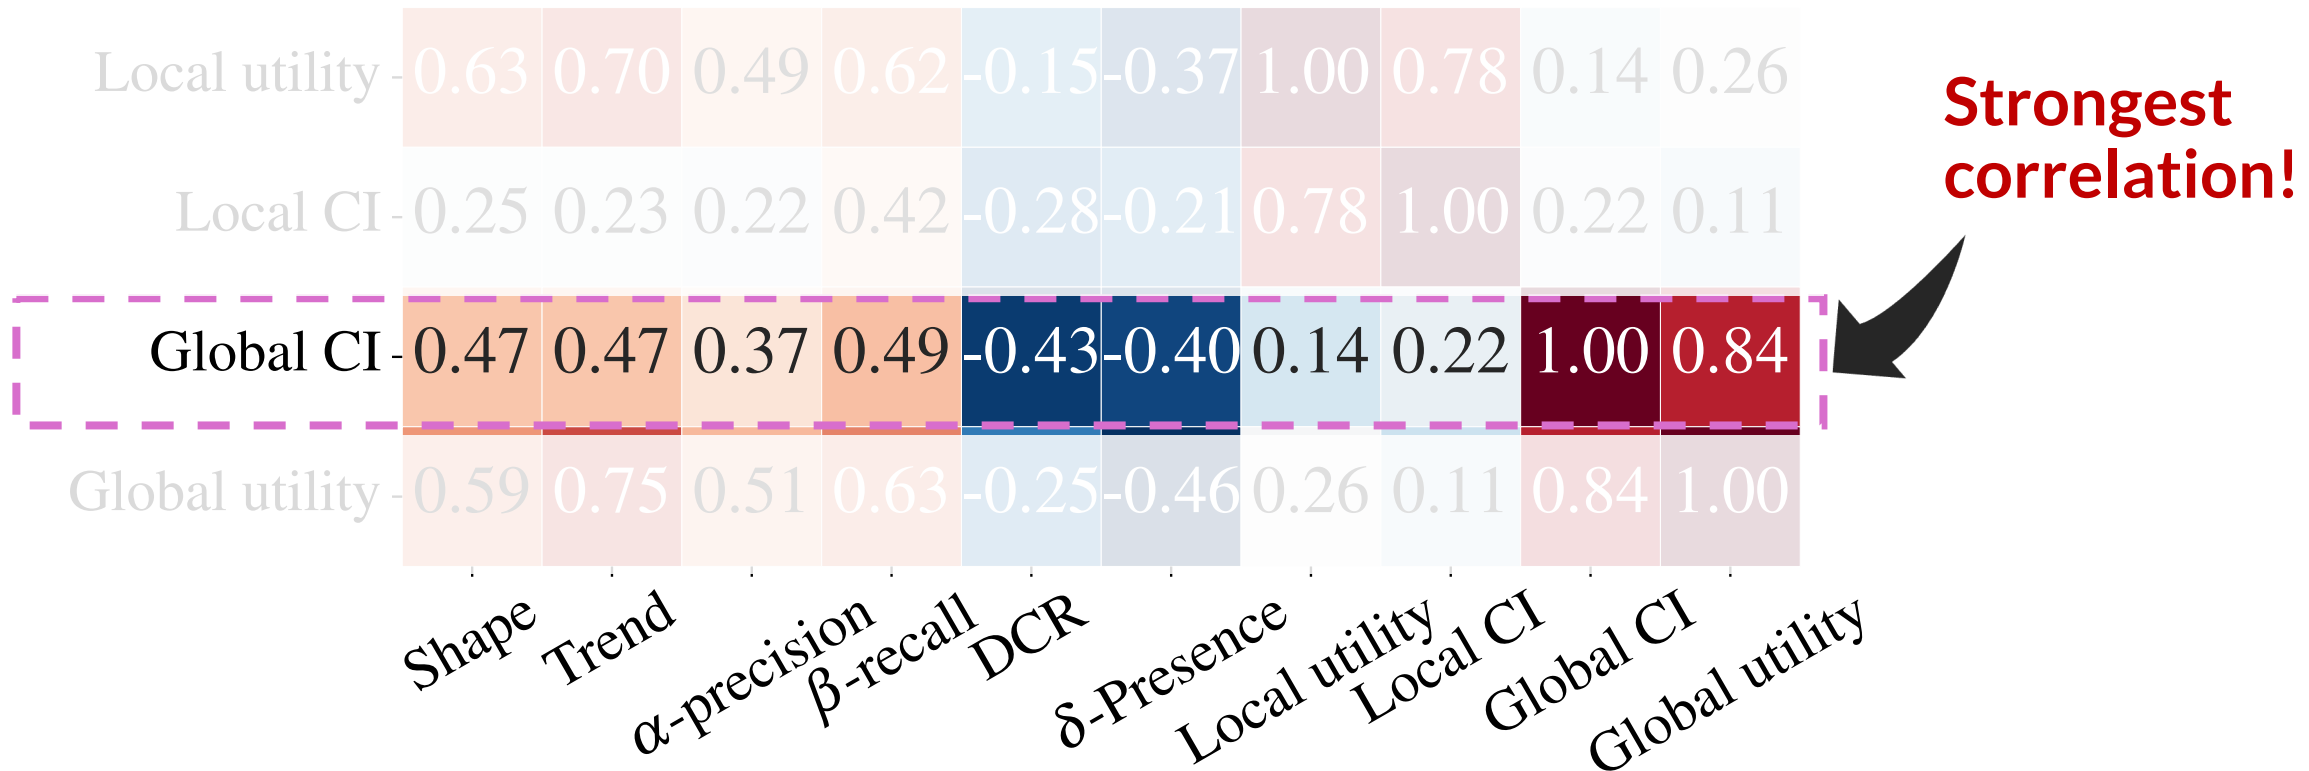 Local utility 0.63 0.70 0.49 0.62 -0.15 -0.37 1.00 0.78 0.14 0.26
Strongest
correlation!
Local CI 0.25 0.23 0.22 0.42 -0.28 -0.21 0.78 1.00 0.22 0.11
Global CI 0.47 0.47 0.37 0.49 -0.43 -0.40 0.14 0.22 1.00 0.84
Global utility 0.59 0.75 0.51 0.63 -0.25 -0.46 0.26 0.11 0.84 1.00
Shape
Trend
α-precision
β-recall
DCR
δ-Presence
Local utility
Local CI
Global CI
Global utility